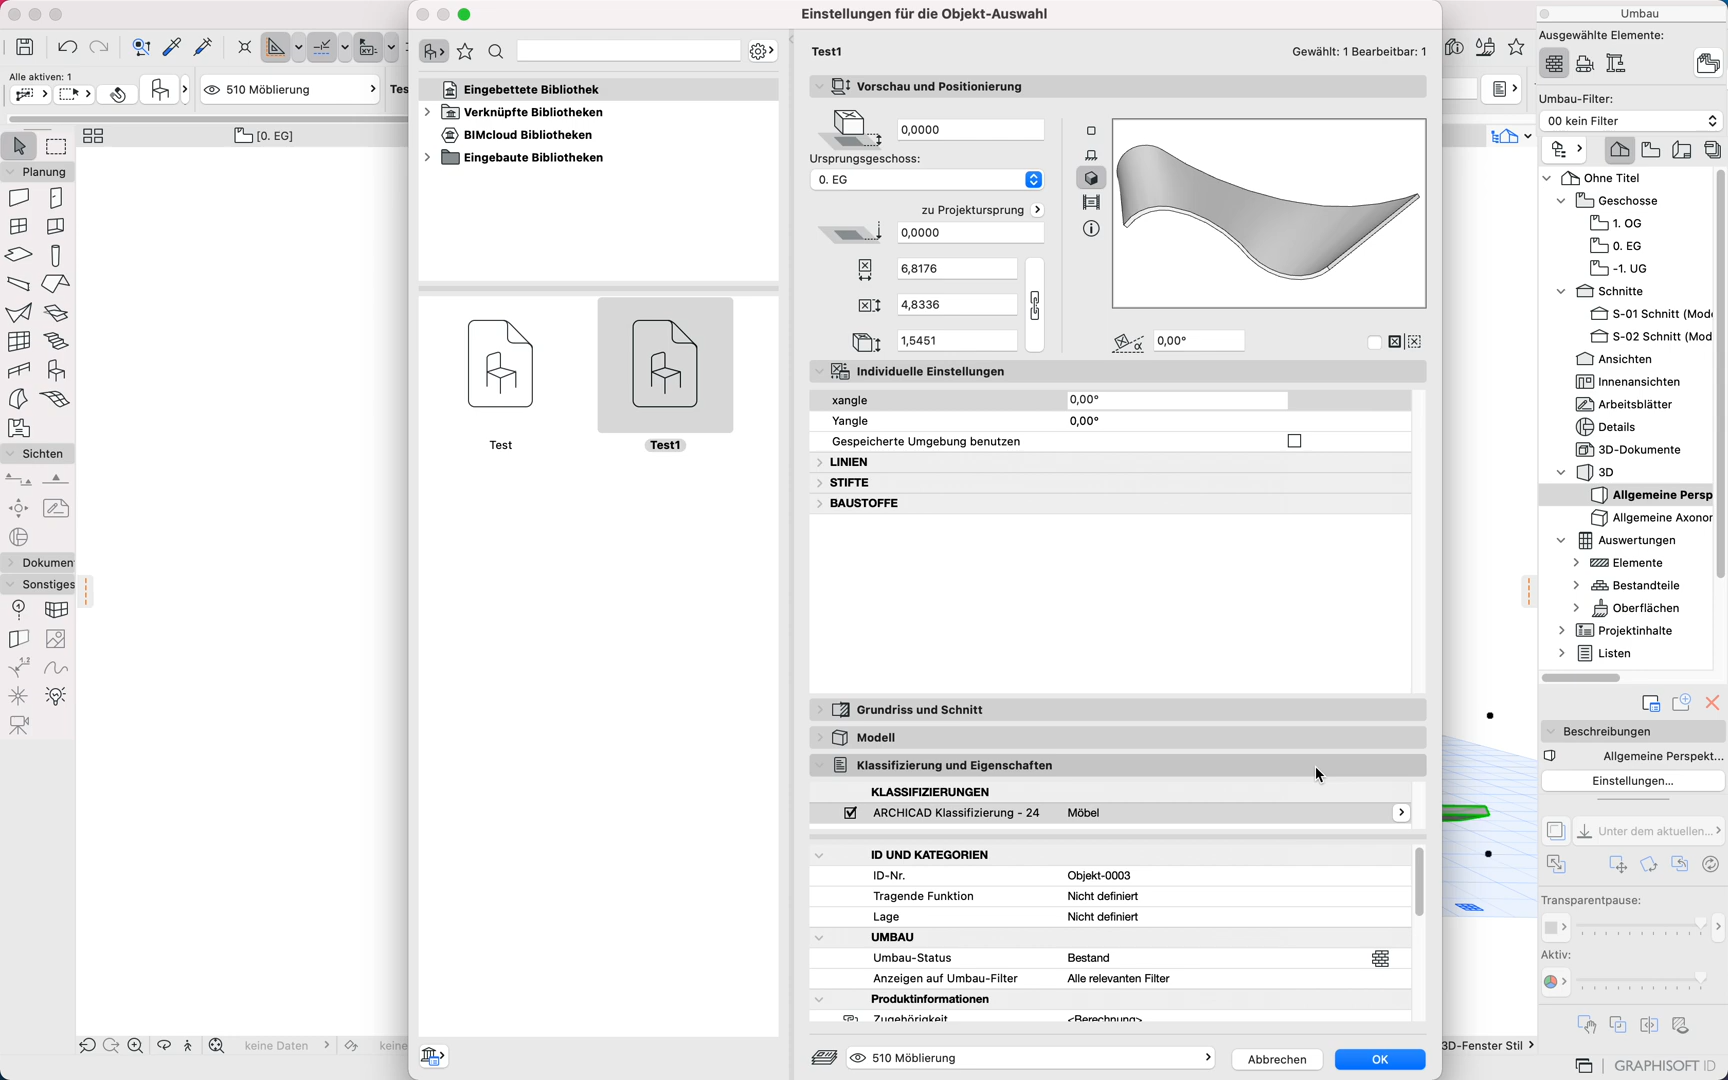 Einstellungen für die Objekt-Auswahl
Umbau
Ausgewählte Elemente:
Alle aktiven: 1
510 Möblierung
Tes
[0. EG]
Planung
Sichten
Dokumen
Sonstiges
keine Daten
keine
Eingebettete Bibliothek
Verknüpfte Bibliotheken
BIMcloud Bibliotheken
Eingebaute Bibliotheken
Test
Test1
Test1
Gewählt: 1 Bearbeitbar: 1
Vorschau und Positionierung
0,0000
Ursprungsgeschoss:
0. EG
zu Projektursprung
0,0000
6,8176
4,8336
1,5451
α
0,00°
Individuelle Einstellungen
xangle 0,00°
Yangle 0,00°
Gespeicherte Umgebung benutzen
LINIEN
STIFTE
BAUSTOFFE
Grundriss und Schnitt
Modell
Klassifizierung und Eigenschaften
KLASSIFIZIERUNGEN
ARCHICAD Klassifizierung - 24 Möbel
ID UND KATEGORIEN
ID-Nr. Objekt-0003
Tragende Funktion Nicht definiert
Lage Nicht definiert
UMBAU
Umbau-Status Bestand
Anzeigen auf Umbau-Filter Alle relevanten Filter
Produktinformationen
Zugehörigkeit <Berechnung>
510 Möblierung
Abbrechen
OK
Umbau-Filter:
00 kein Filter
Ohne Titel
Geschosse
1. OG
0. EG
-1. UG
Schnitte
S-01 Schnitt (Mode
S-02 Schnitt (Mod
Ansichten
Innenansichten
Arbeitsblätter
Details
3D-Dokumente
3D
Allgemeine Persp
Allgemeine Axonor
Auswertungen
Elemente
Bestandteile
Oberflächen
Projektinhalte
Listen
Beschreibungen
Allgemeine Perspekt...
Einstellungen...
Unter dem aktuellen...
Transparentpause:
Aktiv:
3D-Fenster Stil
GRAPHISOFT ID